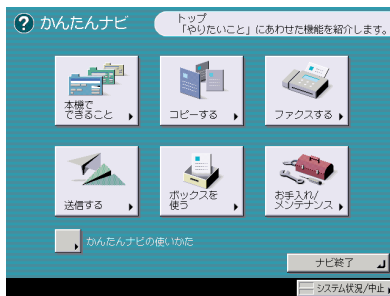 かんたんナビ
トップ
「やりたいこと」にあわせた機能を紹介します。
本機で
できること
コピーする
ファクスする
送信する
ボックスを
使う
お手入れ/
メンテナンス
かんたんナビの使いかた
ナビ終了
システム状況/中止